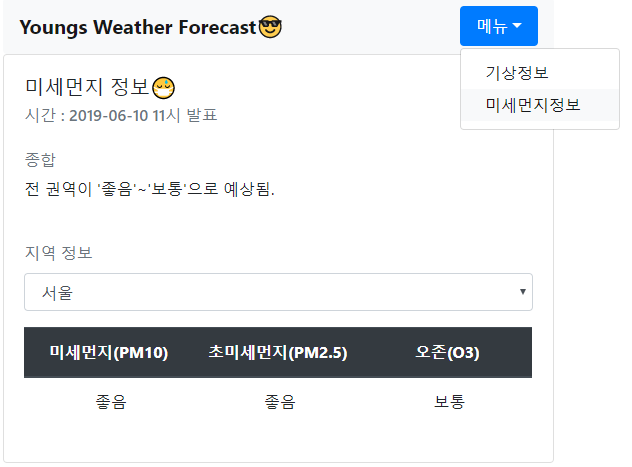 Youngs Weather Forecast😎
메뉴
기상정보
미세먼지정보
미세먼지 정보😷
시간 : 2019-06-10 11시 발표
종합
전 권역이 '좋음'~'보통'으로 예상됨.
지역 정보
서울
미세먼지(PM10) 초미세먼지(PM2.5) 오존(O3)
좋음 좋음 보통